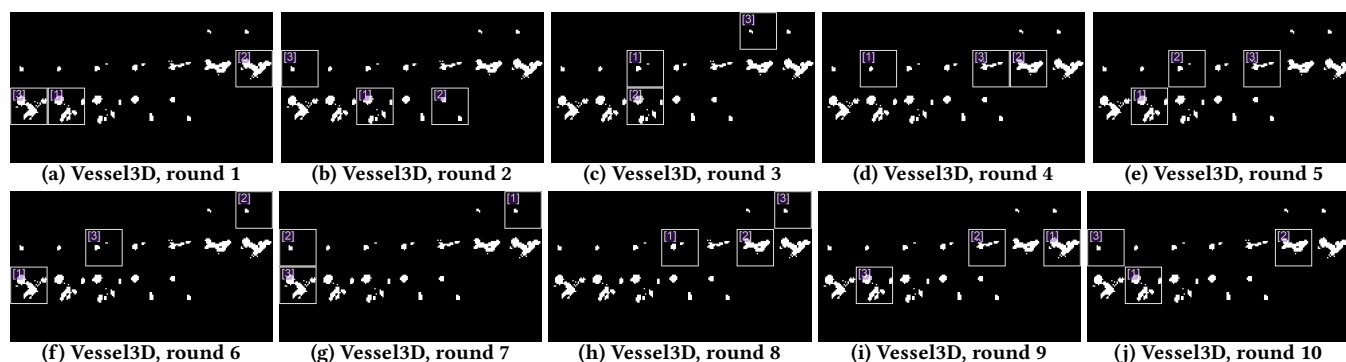 [2]
[3] [1]
(a) Vessel3D, round 1
[3]
[1] [2]
(b) Vessel3D, round 2
[3]
[1]
[2]
(c) Vessel3D, round 3
[1] [3] [2]
(d) Vessel3D, round 4
[2] [3]
[1]
(e) Vessel3D, round 5
[2]
[3]
[1]
(f) Vessel3D, round 6
[1]
[2]
[3]
(g) Vessel3D, round 7
[3]
[1] [2]
(h) Vessel3D, round 8
[2] [1]
[3]
(i) Vessel3D, round 9
[3] [2]
[1]
(j) Vessel3D, round 10